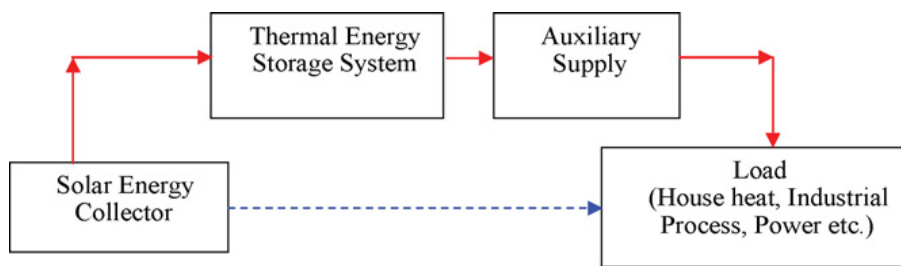 Thermal Energy
Storage System
Auxiliary
Supply
Solar Energy
Collector
Load
(House heat, Industrial
Process, Power etc.)